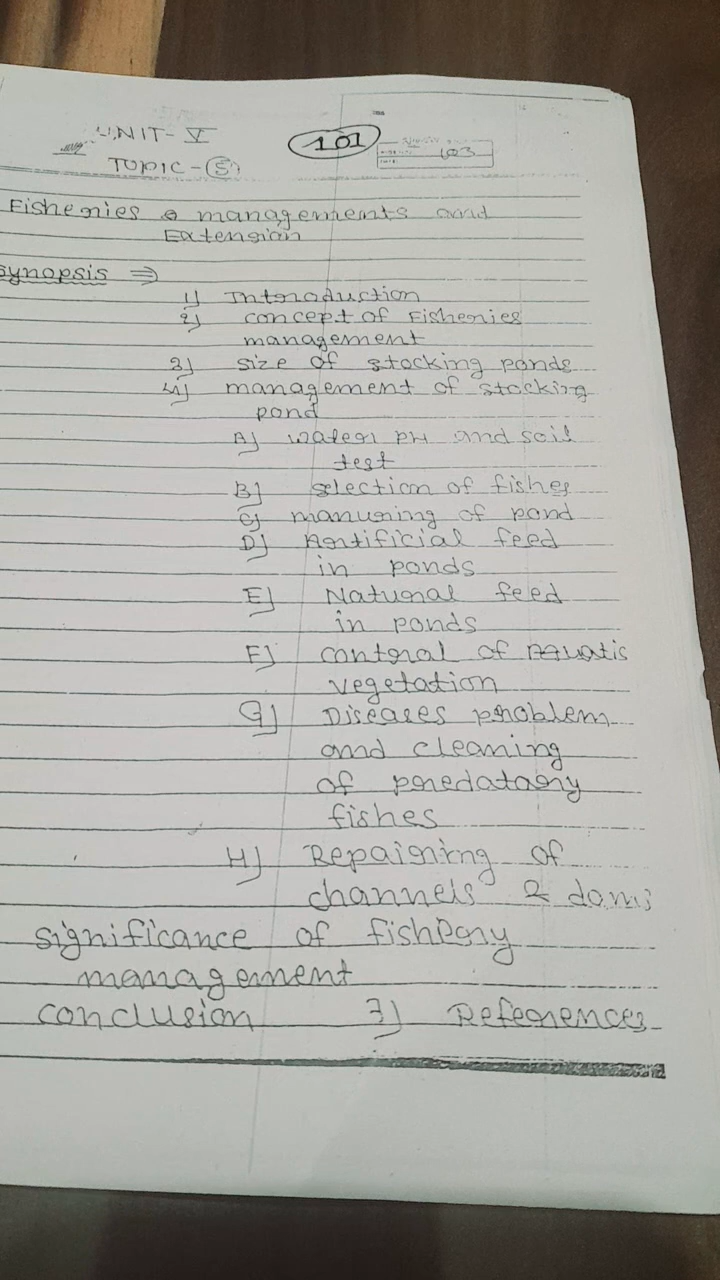 UNIT-V
101
103
TOPIC-(5)
Fisheries & managements and
Extension
Synopsis ⇒
1) Introduction
2) concept of Fisheries
management
3) size of stocking ponds
4) management of stocking
pond
A) water PH and soil
test
B) selection of fishes
C) manuring of pond
D) Artificial feed
in ponds
E) Natural feed
in ponds
F) control of Aquatic
vegetation
G) Diseases problem
and cleaning
of predatory
fishes
H) Repairing of
channels & dams
significance of fishery
management
conclusion 7) References